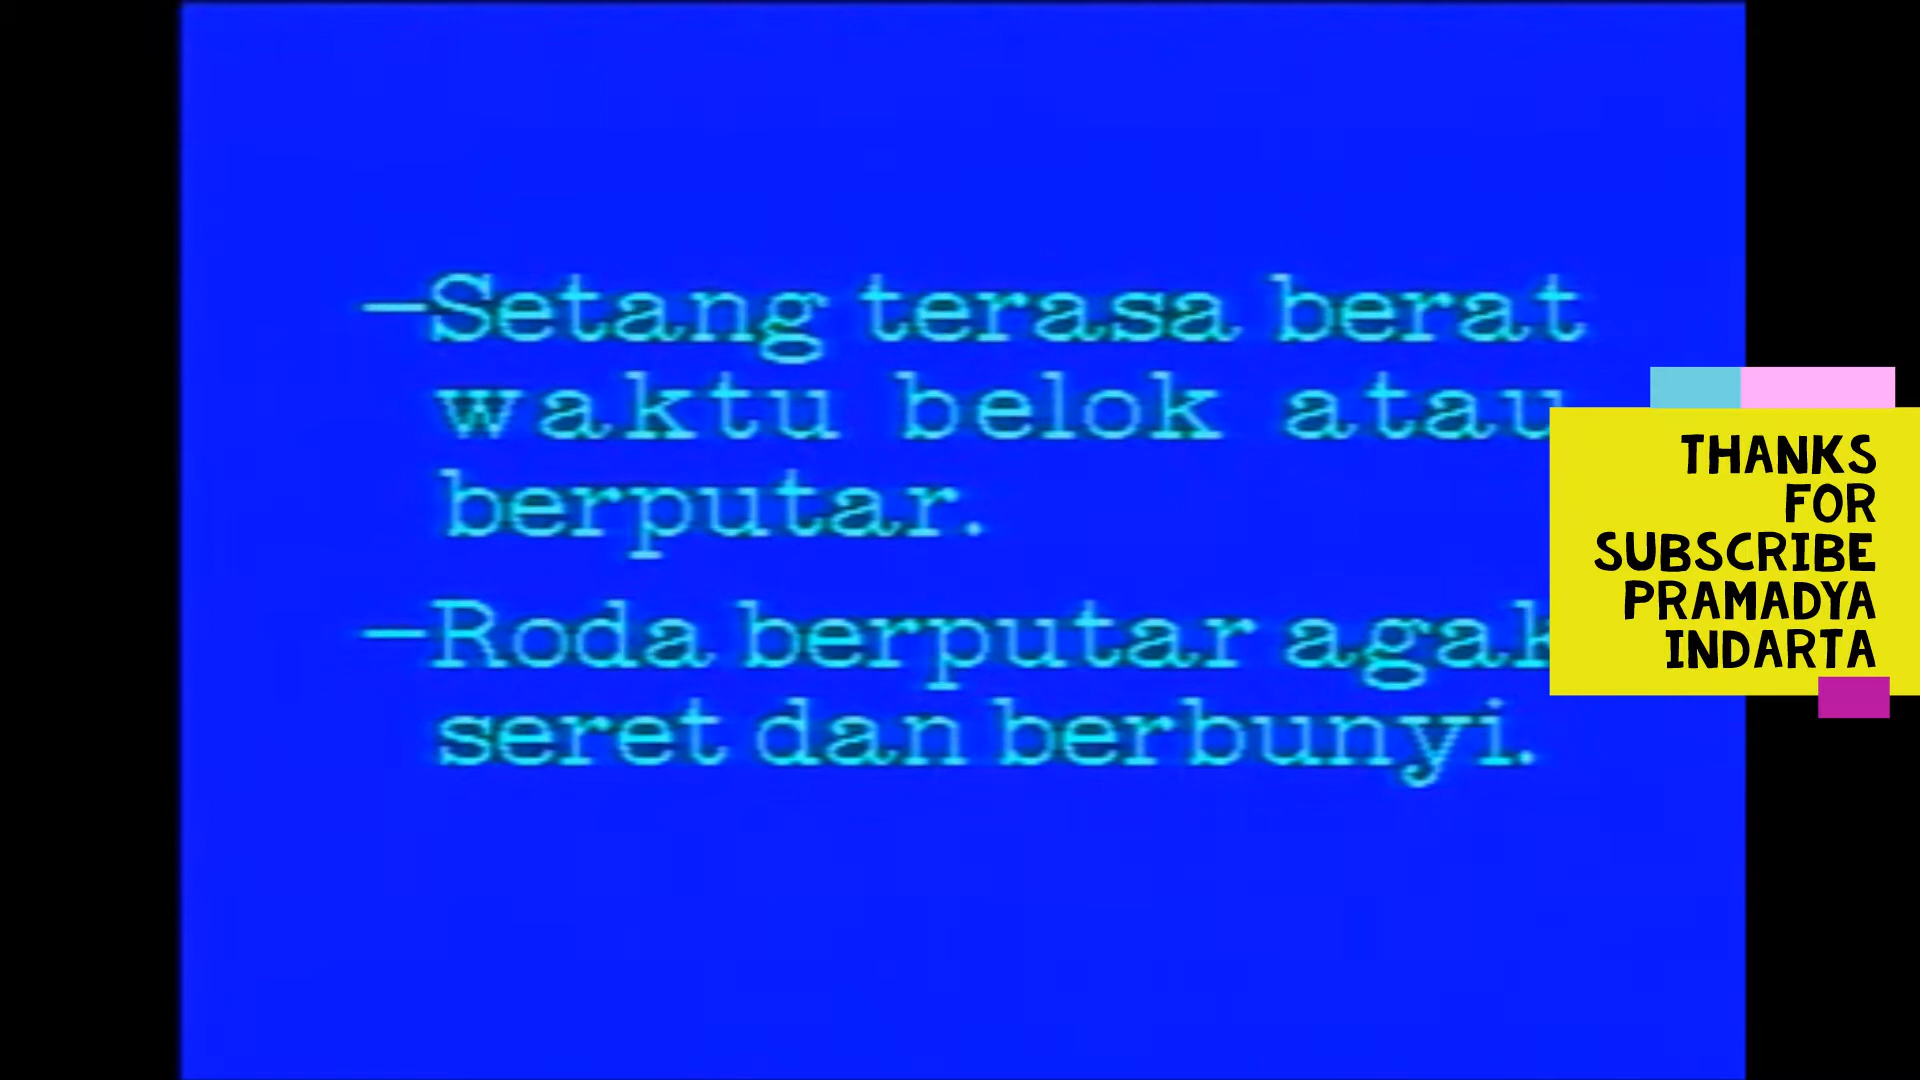 –Setang terasa berat
waktu belok atau
berputar.
–Roda berputar agak
seret dan berbunyi.
THANKS
FOR
SUBSCRIBE
PRAMADYA
INDARTA